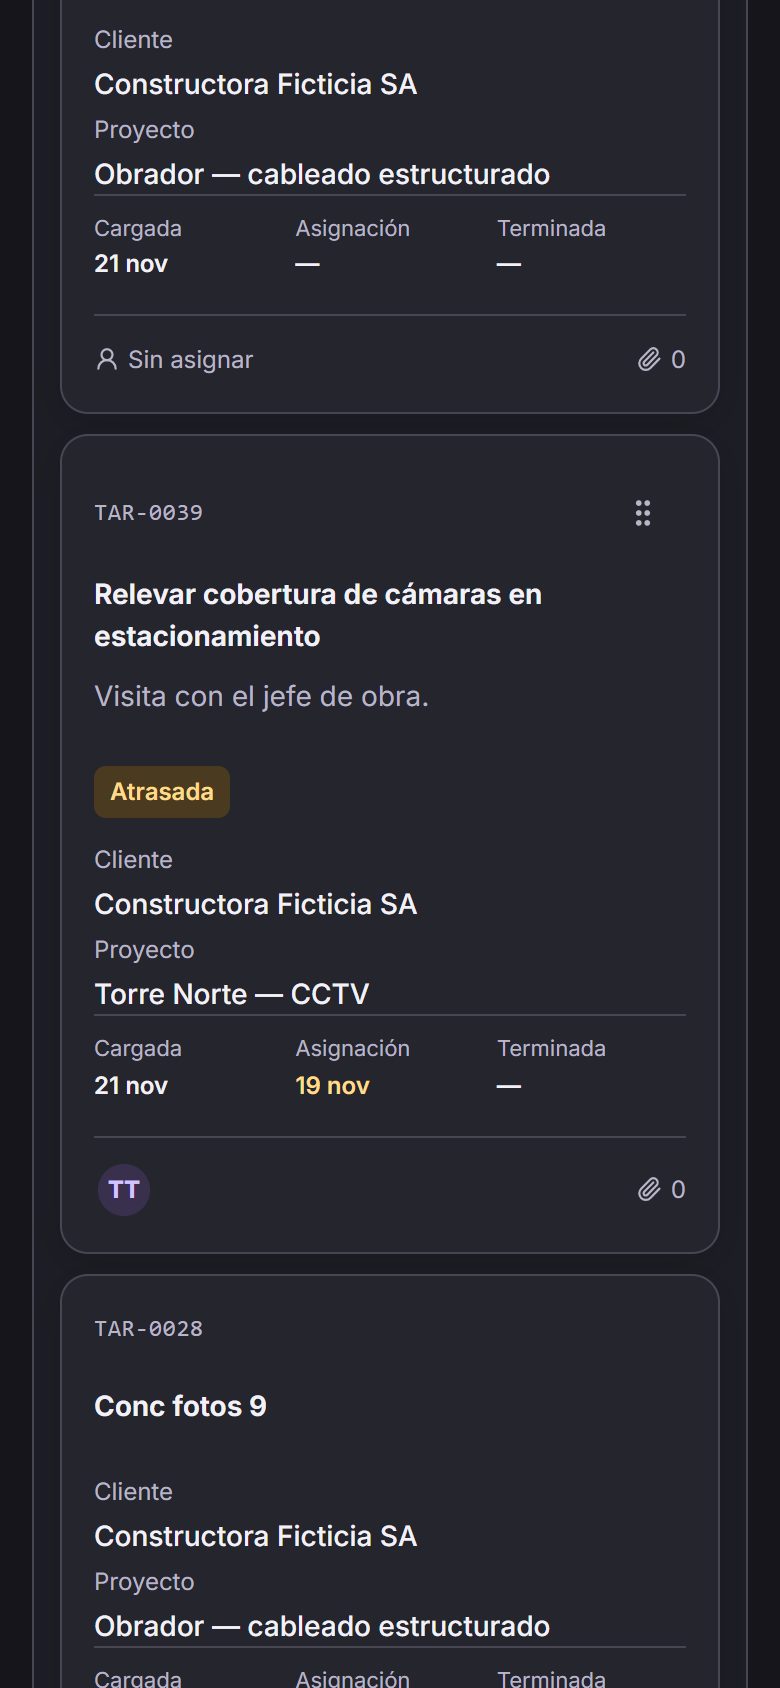 Cliente
Constructora Ficticia SA
Proyecto
Obrador — cableado estructurado
Cargada Asignación Terminada
21 nov — —
Sin asignar 0
TAR-0039
Relevar cobertura de cámaras en
estacionamiento
Visita con el jefe de obra.
Atrasada
Cliente
Constructora Ficticia SA
Proyecto
Torre Norte — CCTV
Cargada Asignación Terminada
21 nov 19 nov —
TT 0
TAR-0028
Conc fotos 9
Cliente
Constructora Ficticia SA
Proyecto
Obrador — cableado estructurado
Cargada Asignación Terminada